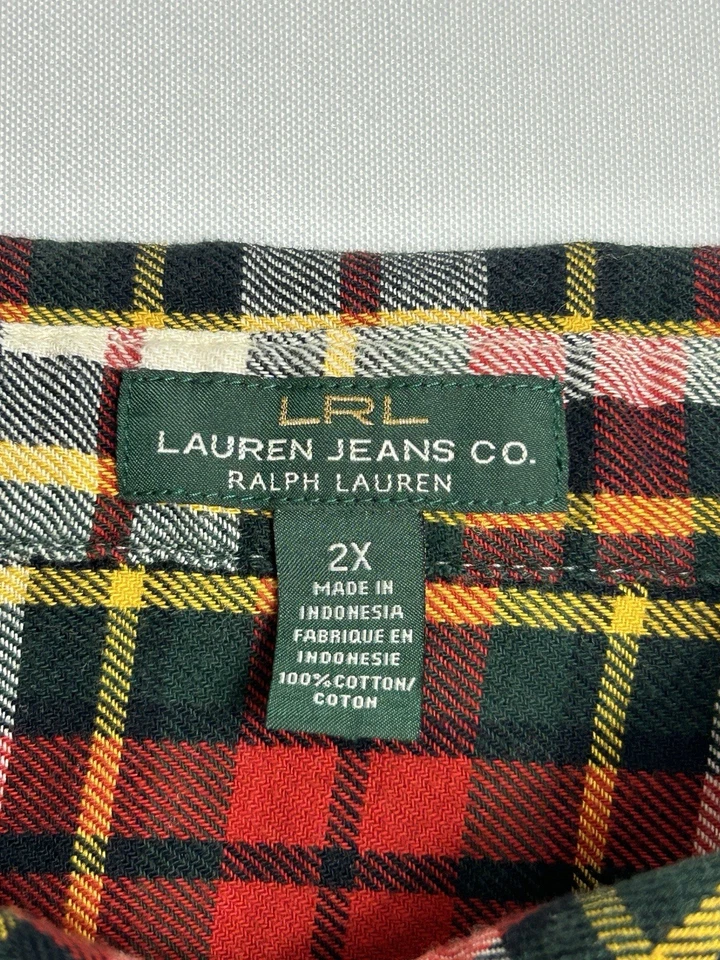 LRL
LAUREN JEANS CO.
RALPH LAUREN
2X
MADE IN
INDONESIA
FABRIQUE EN
INDONESIE
100% COTTON/
COTON